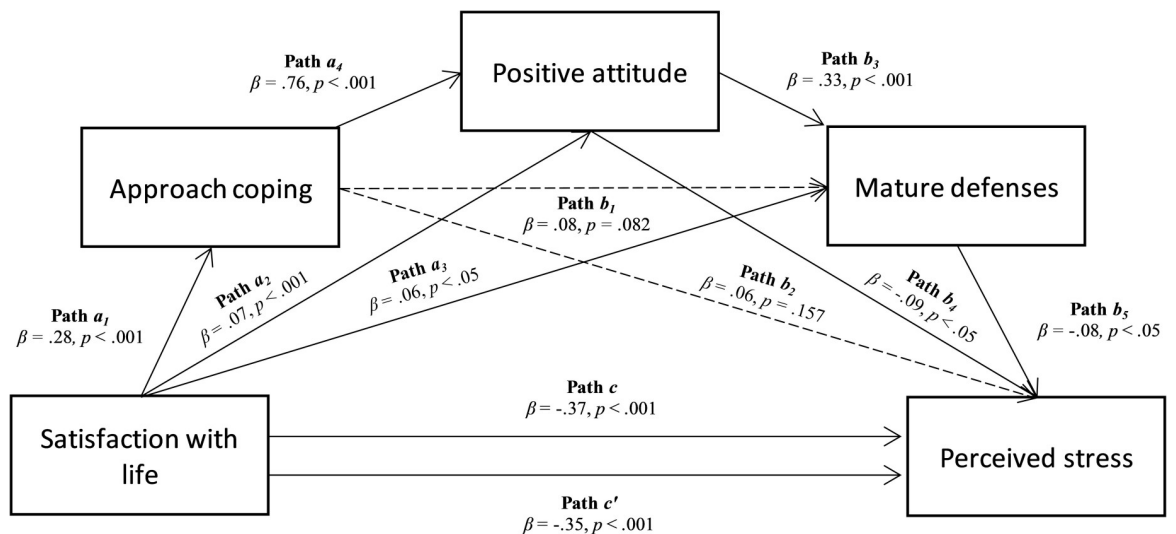 Path a4
β = .76, p < .001
Positive attitude
Path b3
β = .33, p < .001
Approach coping
Mature defenses
Path b1
β = .08, p = .082
Path a1
β = .28, p < .001
Path a2
β = .07, p < .001
Path a3
β = .06, p < .05
Path b2
β = .06, p = .157
Path b4
β = -.09, p < .05
Path b5
β = -.08, p < .05
Satisfaction with
life
Path c
β = -.37, p < .001
Perceived stress
Path c'
β = -.35, p < .001